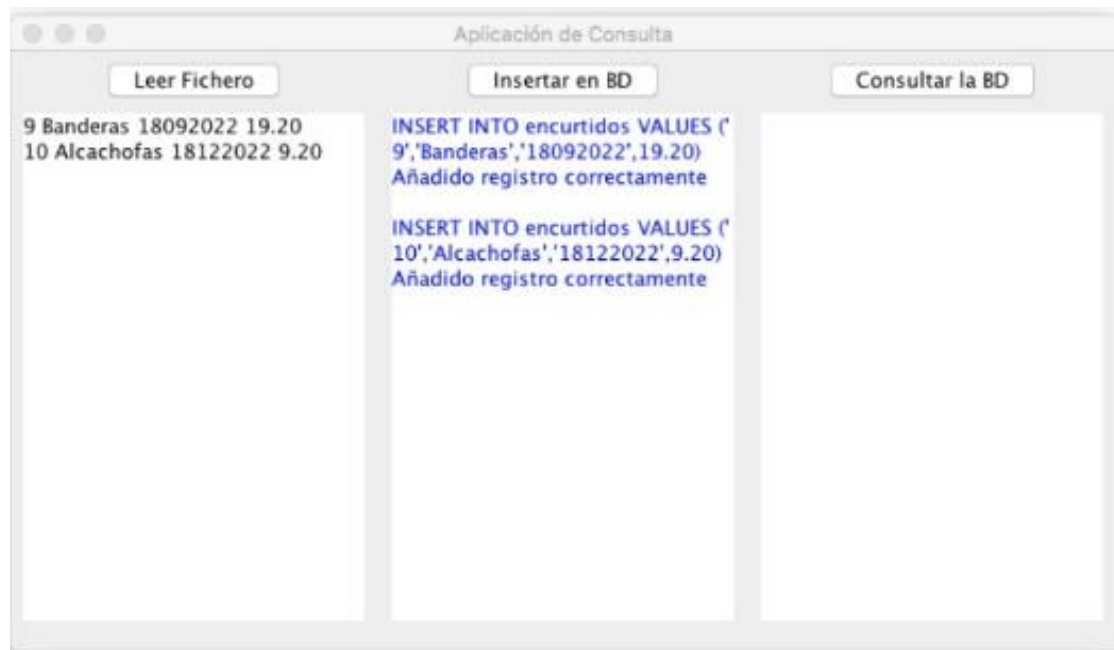 Aplicación de Consulta
Leer Fichero
Insertar en BD
Consultar la BD
9 Banderas 18092022 19.20
10 Alcachofas 18122022 9.20
INSERT INTO encurtidos VALUES ('
9','Banderas','18092022',19.20)
Añadido registro correctamente
INSERT INTO encurtidos VALUES ('
10','Alcachofas','18122022',9.20)
Añadido registro correctamente